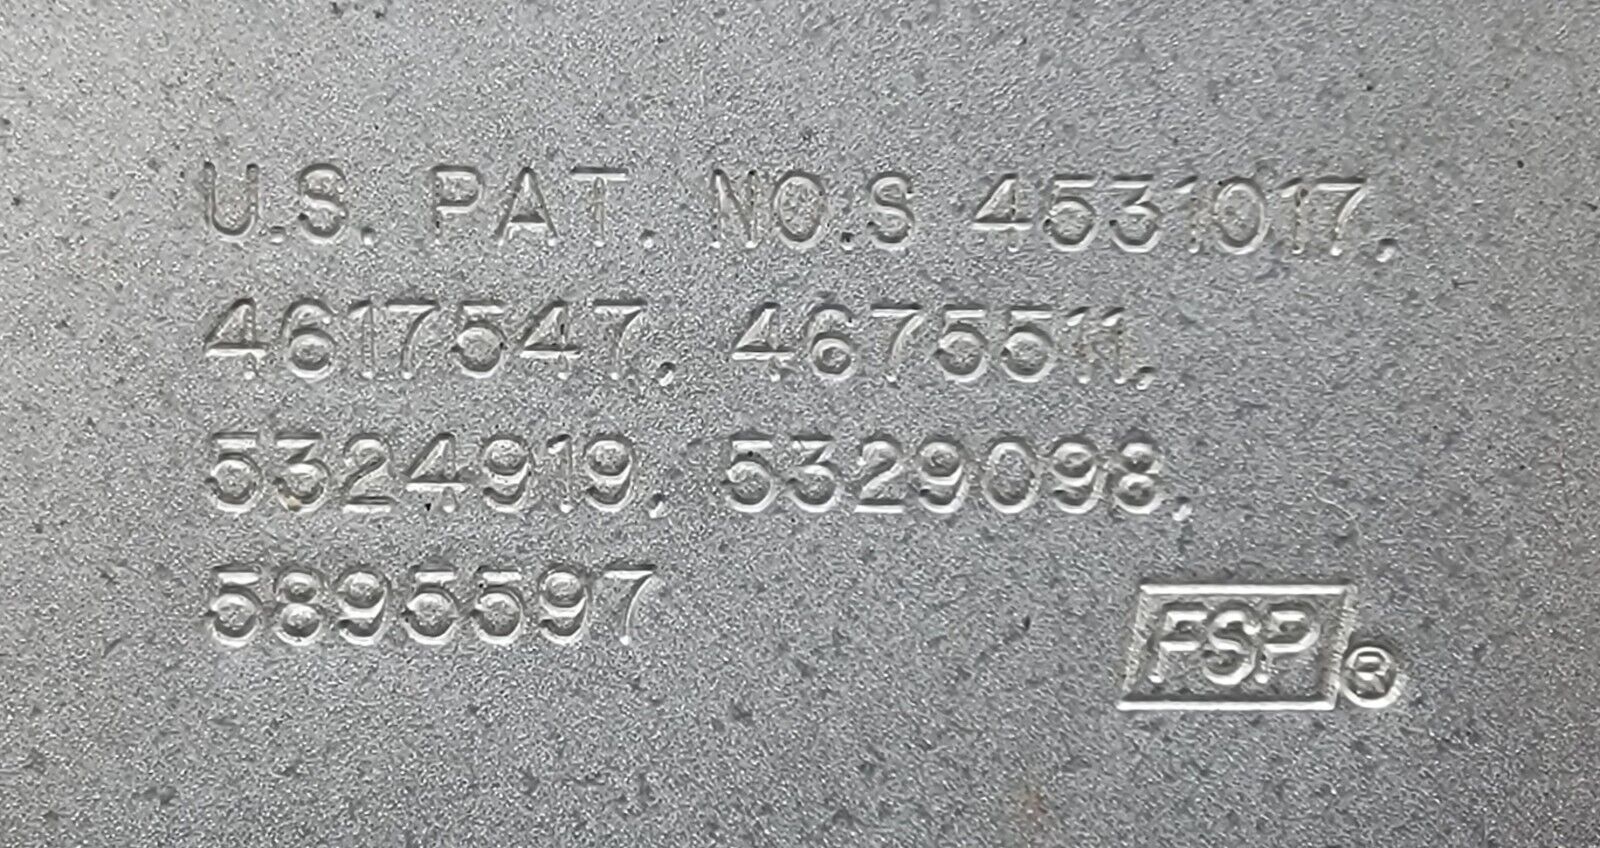 U.S. PAT. NO.S 4531017,
4617547, 4675511,
5324919, 5329098,
5895597
FSP®